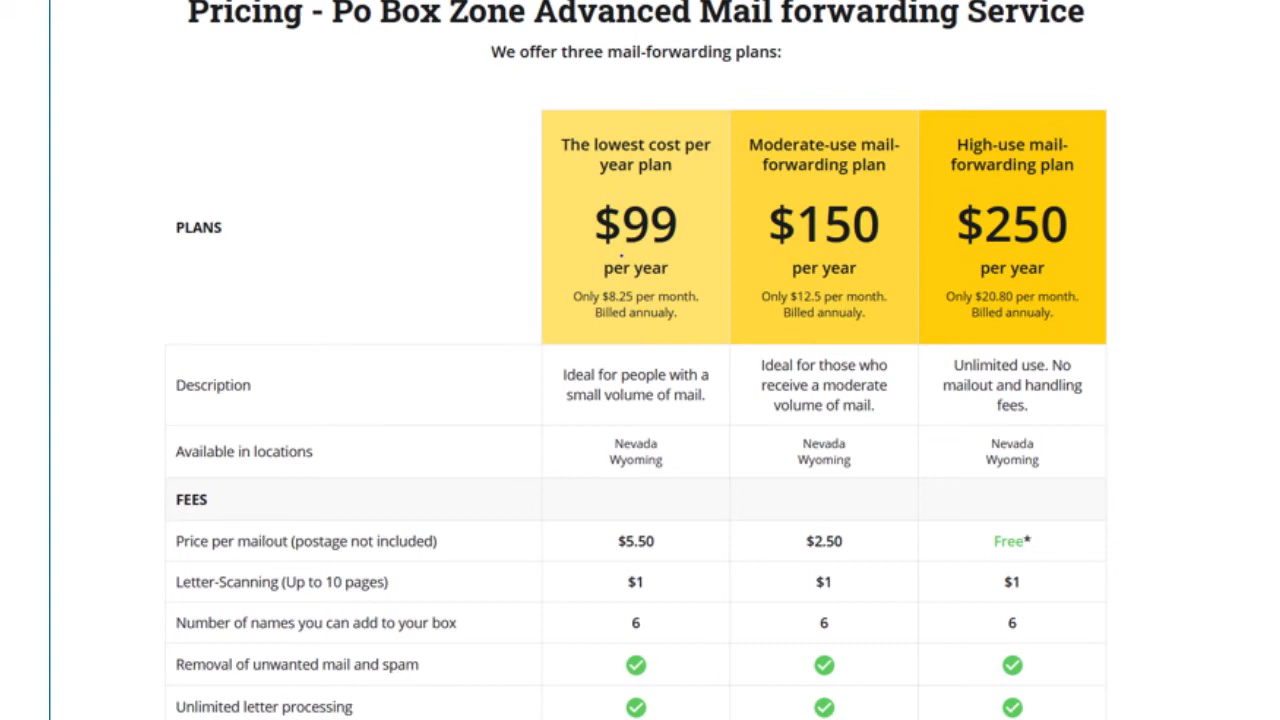 Pricing - Po Box Zone Advanced Mail forwarding Service
We offer three mail-forwarding plans:
PLANS
The lowest cost per
year plan
$99
per year
Only $8.25 per month.
Billed annualy.
Moderate-use mail-
forwarding plan
$150
per year
Only $12.5 per month.
Billed annualy.
High-use mail-
forwarding plan
$250
per year
Only $20.80 per month.
Billed annualy.
Description
Ideal for people with a
small volume of mail.
Ideal for those who
receive a moderate
volume of mail.
Unlimited use. No
mailout and handling
fees.
Available in locations
Nevada
Wyoming
Nevada
Wyoming
Nevada
Wyoming
FEES
Price per mailout (postage not included) $5.50 $2.50 Free*
Letter-Scanning (Up to 10 pages) $1 $1 $1
Number of names you can add to your box 6 6 6
Removal of unwanted mail and spam
Unlimited letter processing